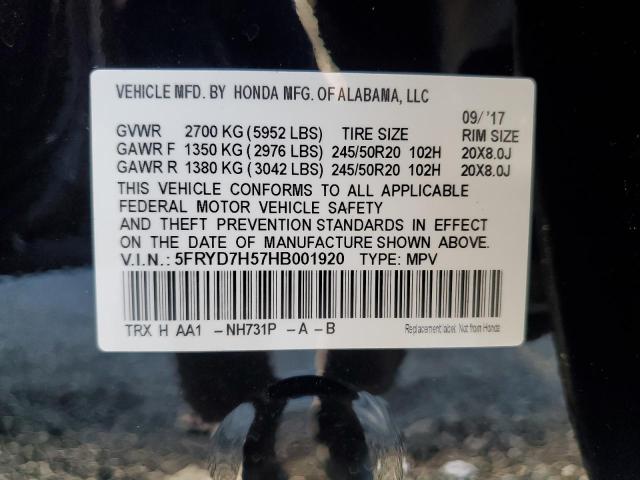 VEHICLE MFD. BY HONDA MFG. OF ALABAMA, LLC
09/ '17
GVWR 2700 KG (5952 LBS) TIRE SIZE RIM SIZE
GAWR F 1350 KG (2976 LBS) 245/50R20 102H 20X8.0J
GAWR R 1380 KG (3042 LBS) 245/50R20 102H 20X8.0J
THIS VEHICLE CONFORMS TO ALL APPLICABLE
FEDERAL MOTOR VEHICLE SAFETY
AND THEFT PREVENTION STANDARDS IN EFFECT
ON THE DATE OF MANUFACTURE SHOWN ABOVE.
V.I.N.: 5FRYD7H57HB001920 TYPE: MPV
TRX H AA1 -NH731P -A-B Replacement label. Not from Honda